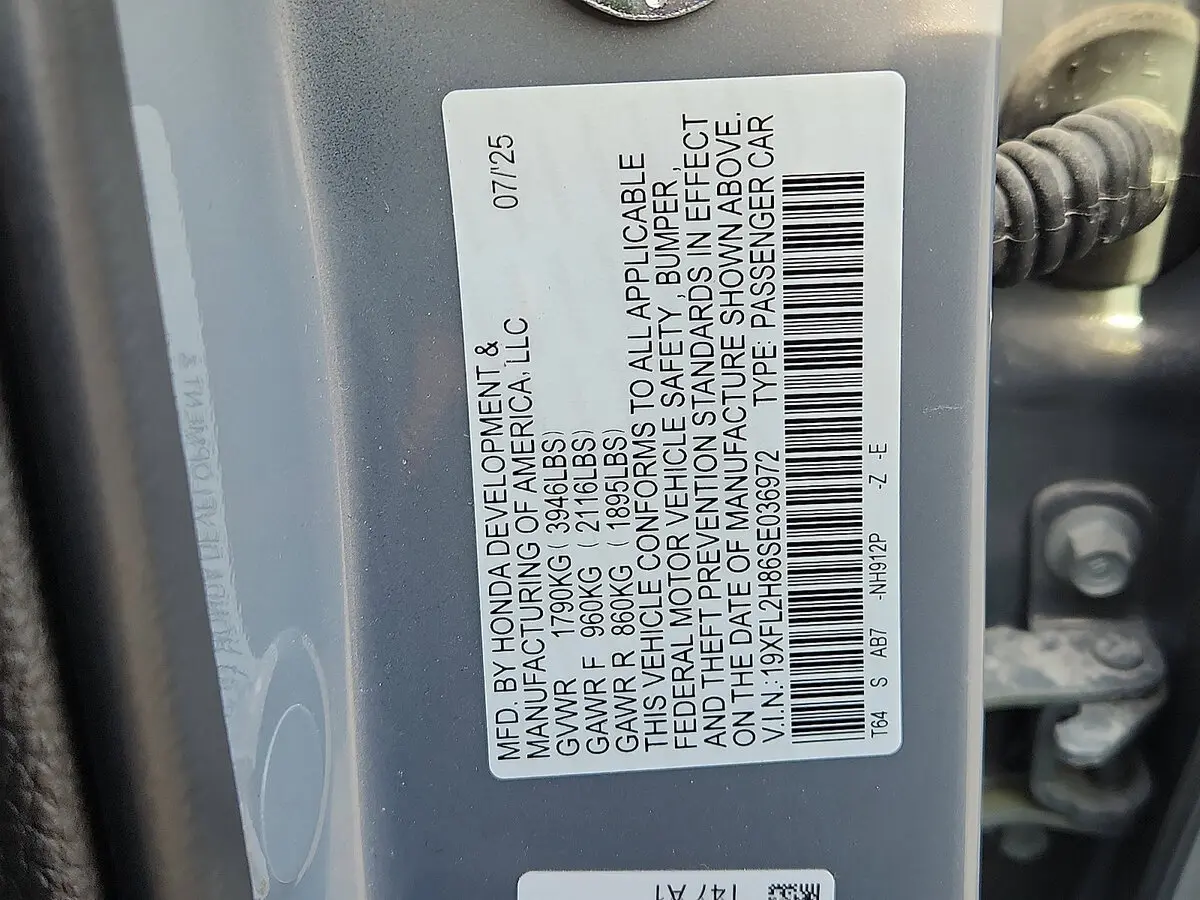 MFD. BY HONDA DEVELOPMENT &
MANUFACTURING OF AMERICA, LLC 07/'25
GVWR 1790KG ( 3946LBS)
GAWR F 960KG ( 2116LBS)
GAWR R 860KG ( 1895LBS)
THIS VEHICLE CONFORMS TO ALL APPLICABLE
FEDERAL MOTOR VEHICLE SAFETY , BUMPER ,
AND THEFT PREVENTION STANDARDS IN EFFECT
ON THE DATE OF MANUFACTURE SHOWN ABOVE.
V.I.N.:19XFL2H86SE036972 TYPE: PASSENGER CAR
T64 S AB7 -NH912P -Z -E